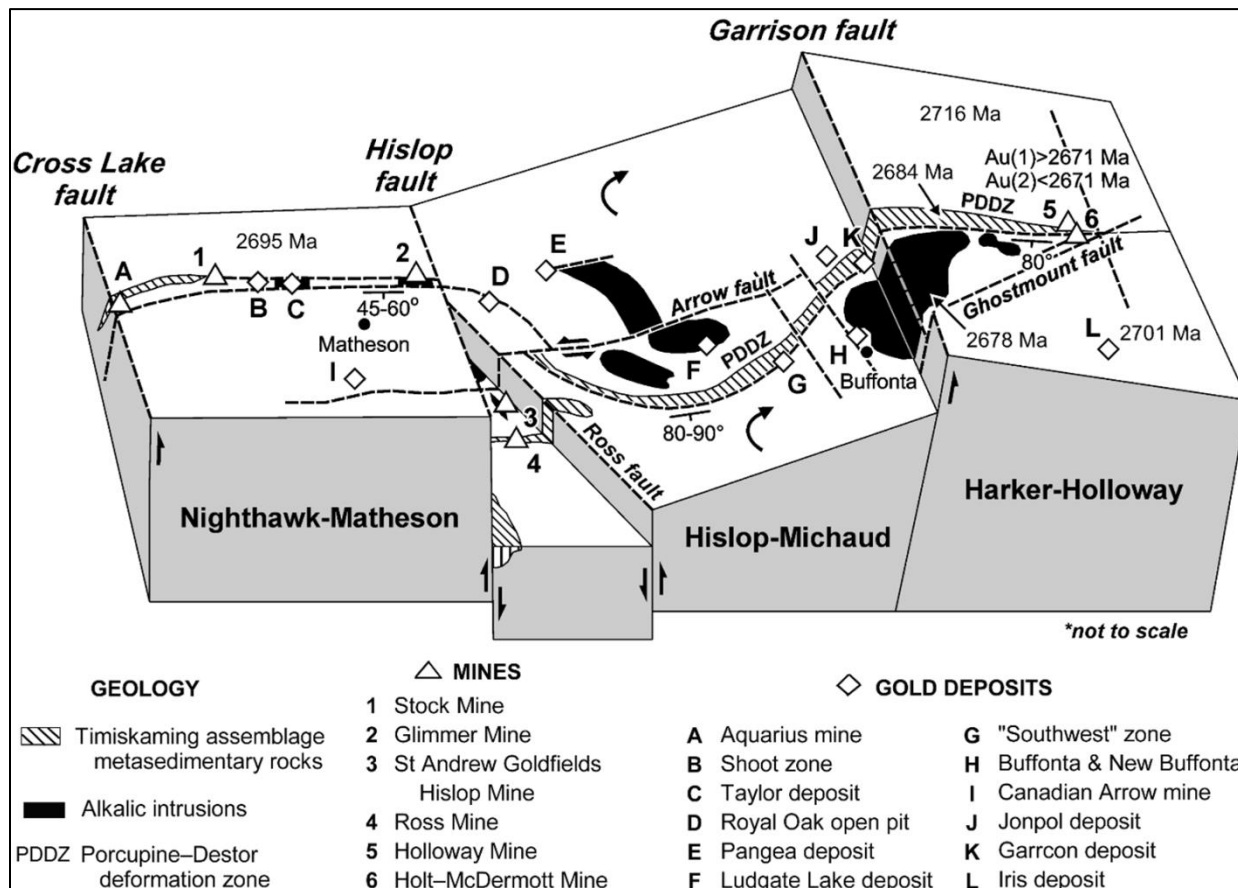 Garrison fault
2716 Ma
Cross Lake
fault
Hislop
fault
Au(1)>2671 Ma
Au(2)<2671 Ma
2684 Ma
PDDZ
5
6
2695 Ma
E
J
K
A
1
2
D
80°
Ghostmount fault
B
C
45-60°
Arrow fault
Matheson
F
PDDZ
H
2678 Ma
L
2701 Ma
I
G
Buffonta
3
80-90°
4
Ross fault
Nighthawk-Matheson
Hislop-Michaud
Harker-Holloway
*not to scale
GEOLOGY
Timiskaming assemblage
metasedimentary rocks
Alkalic intrusions
PDDZ Porcupine–Destor
deformation zone
MINES
1 Stock Mine
2 Glimmer Mine
3 St Andrew Goldfields
Hislop Mine
4 Ross Mine
5 Holloway Mine
6 Holt–McDermott Mine
GOLD DEPOSITS
A Aquarius mine
B Shoot zone
C Taylor deposit
D Royal Oak open pit
E Pangea deposit
F Ludgate Lake deposit
G "Southwest" zone
H Buffonta & New Buffonta
I Canadian Arrow mine
J Jonpol deposit
K Garrcon deposit
L Iris deposit